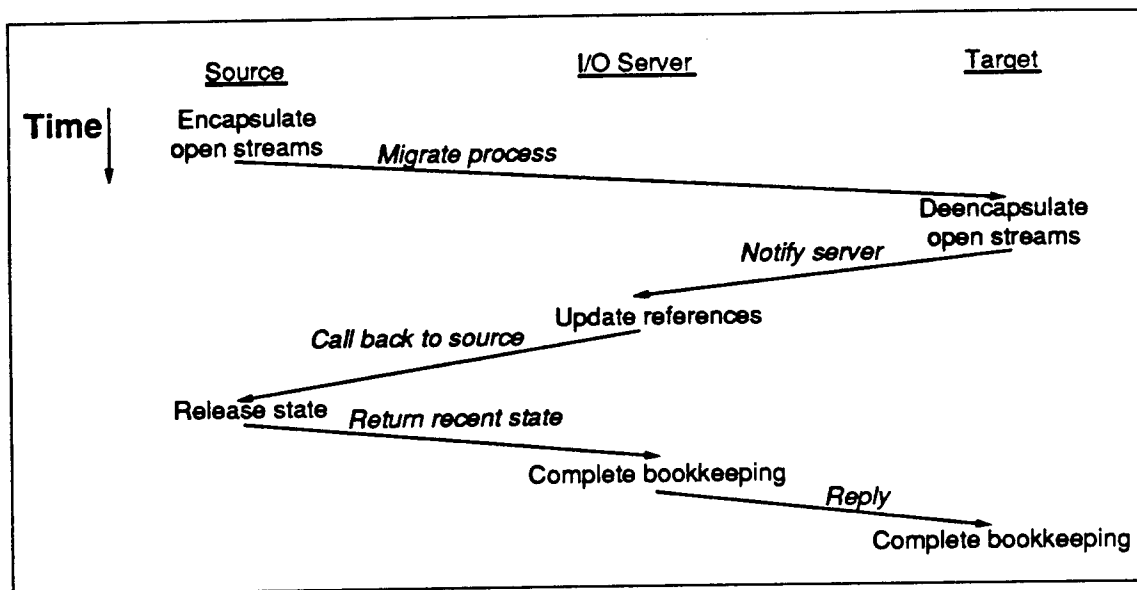 Source
I/O Server
Target
Time
Encapsulate
open streams
Migrate process
Deencapsulate
open streams
Notify server
Update references
Call back to source
Release state
Return recent state
Complete bookkeeping
Reply
Complete bookkeeping